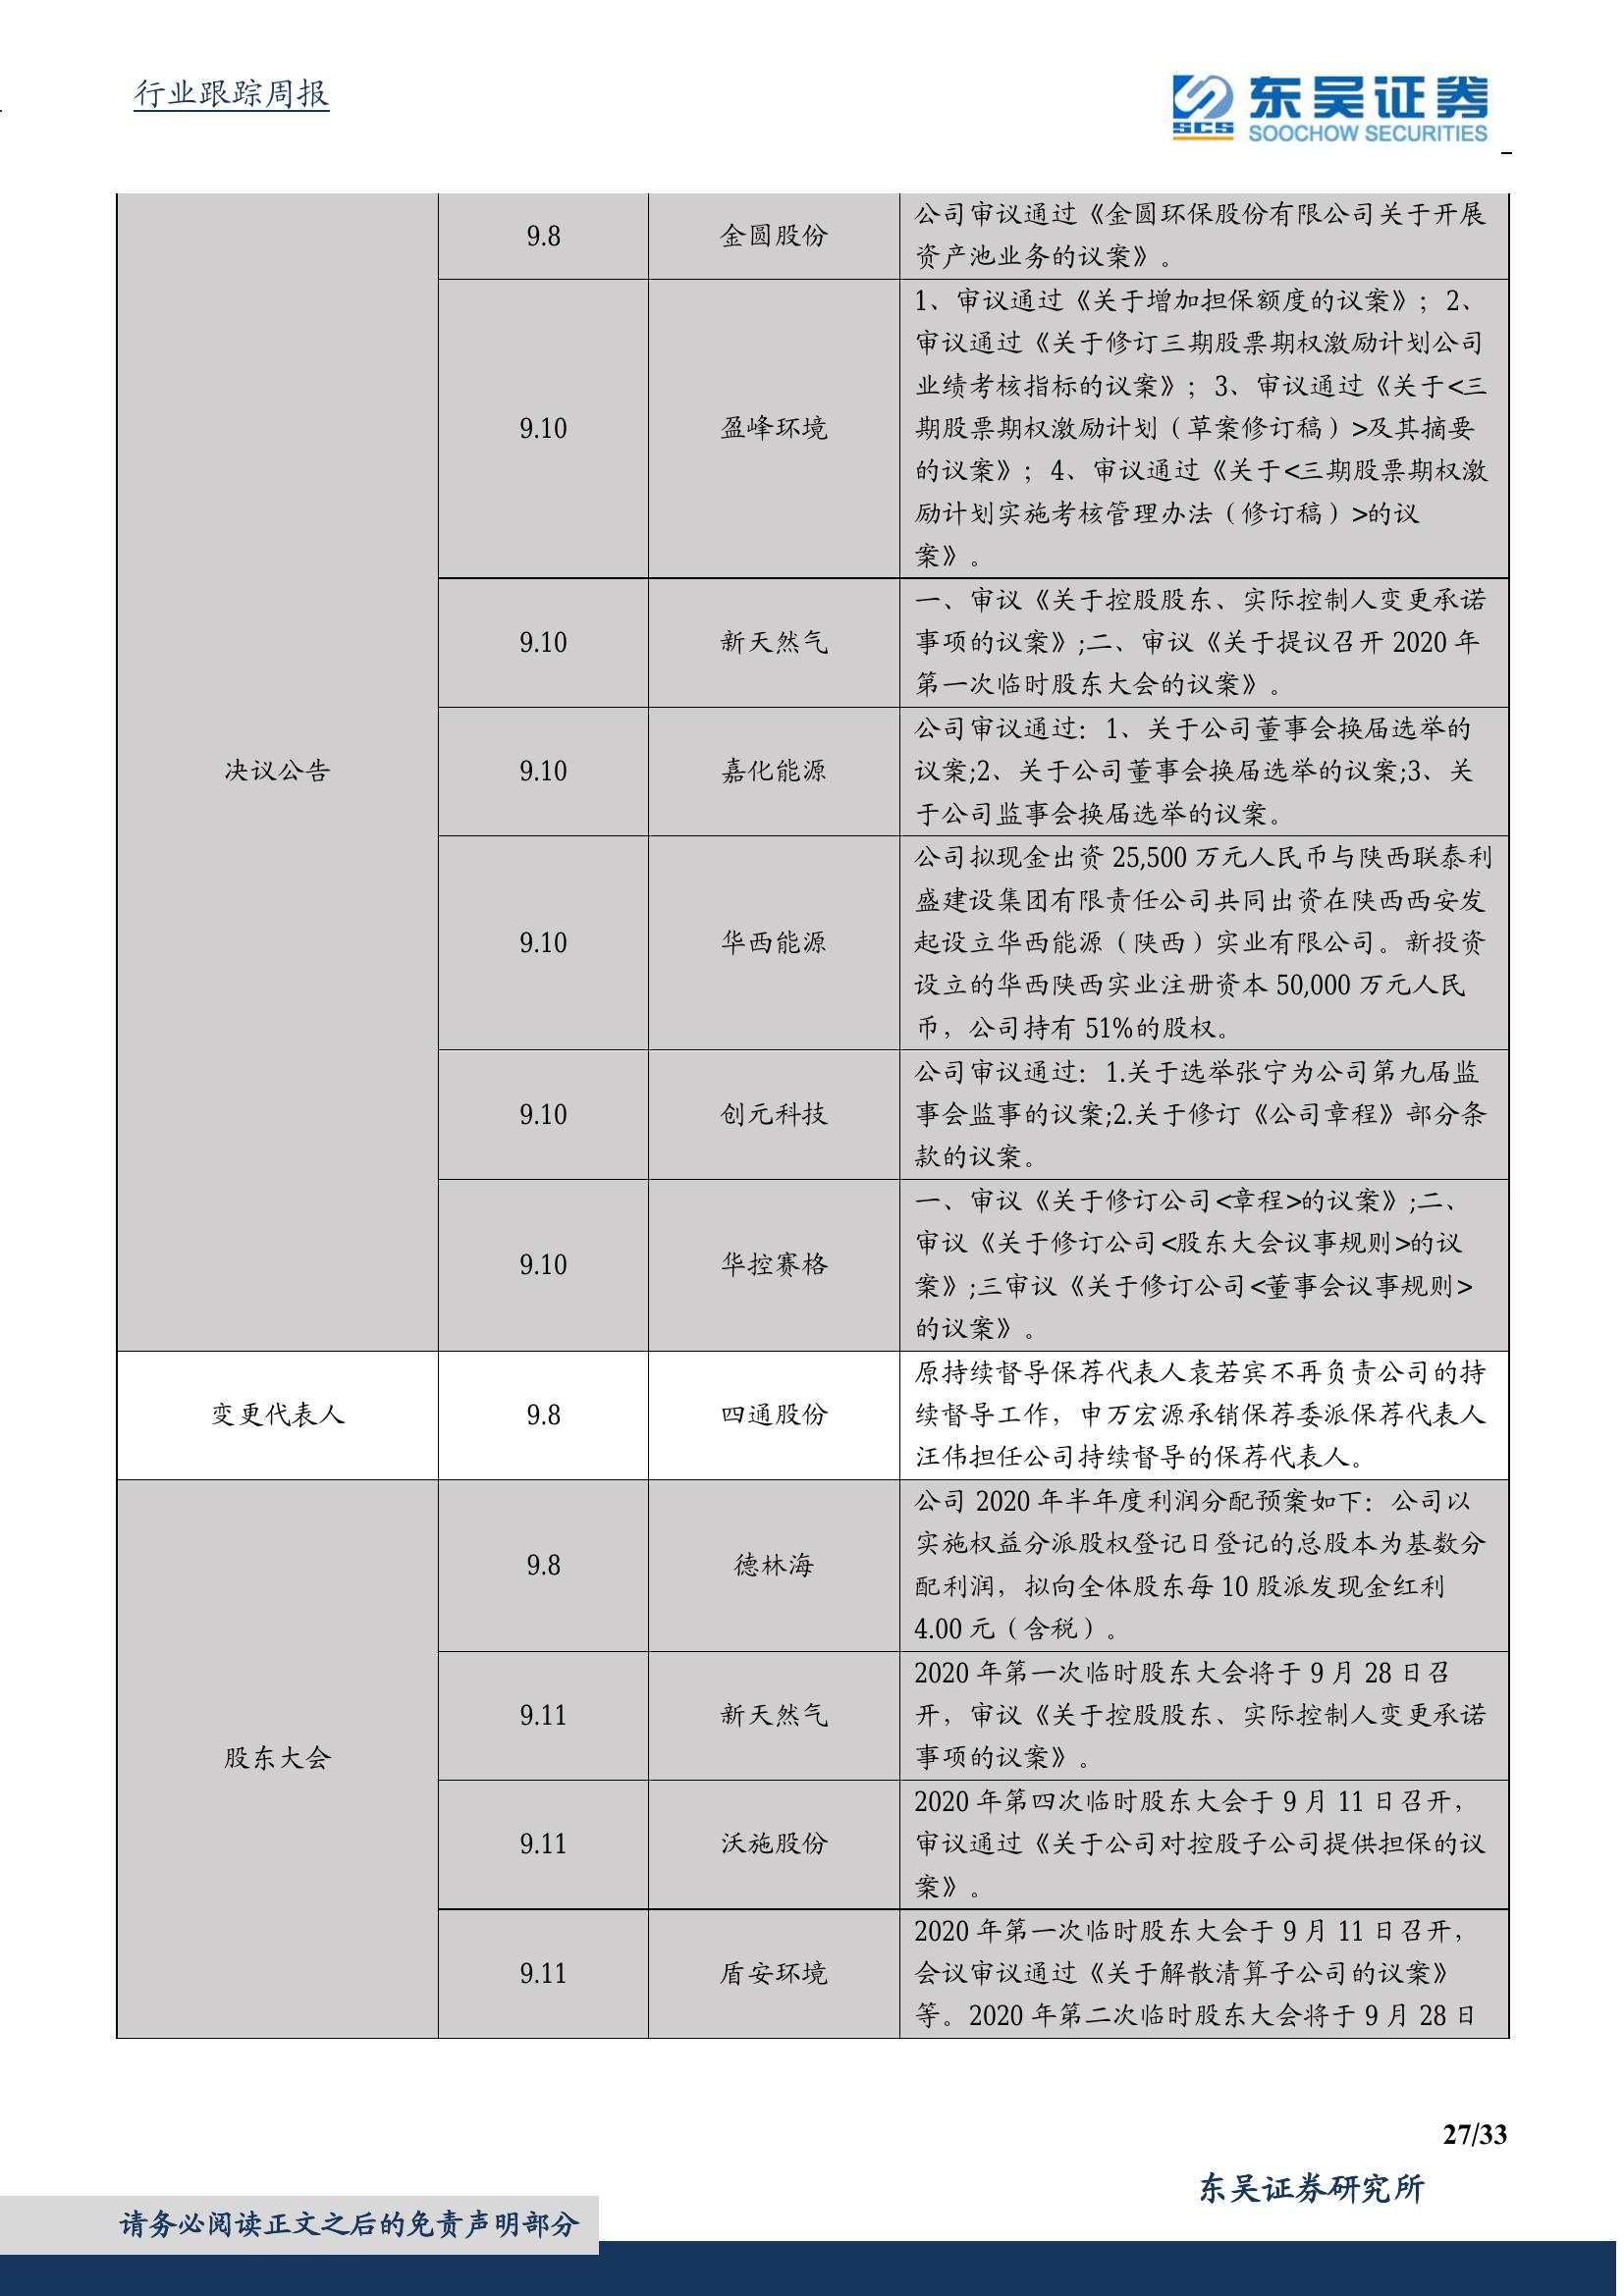 行业跟踪周报
东吴证券
SCS
SOOCHOW SECURITIES
决议公告
9.8
金圆股份
公司审议通过《金圆环保股份有限公司关于开展
资产池业务的议案》。
9.10
盈峰环境
1、审议通过《关于增加担保额度的议案》；2、
审议通过《关于修订三期股票期权激励计划公司
业绩考核指标的议案》；3、审议通过《关于<三
期股票期权激励计划（草案修订稿）>及其摘要
的议案》；4、审议通过《关于<三期股票期权激
励计划实施考核管理办法（修订稿）>的议
案》。
9.10
新天然气
一、审议《关于控股股东、实际控制人变更承诺
事项的议案》;二、审议《关于提议召开 2020 年
第一次临时股东大会的议案》。
9.10
嘉化能源
公司审议通过：1、关于公司董事会换届选举的
议案;2、关于公司董事会换届选举的议案;3、关
于公司监事会换届选举的议案。
9.10
华西能源
公司拟现金出资 25,500 万元人民币与陕西联泰利
盛建设集团有限责任公司共同出资在陕西西安发
起设立华西能源（陕西）实业有限公司。新投资
设立的华西陕西实业注册资本 50,000 万元人民
币，公司持有 51%的股权。
9.10
创元科技
公司审议通过：1.关于选举张宁为公司第九届监
事会监事的议案;2.关于修订《公司章程》部分条
款的议案。
9.10
华控赛格
一、审议《关于修订公司<章程>的议案》;二、
审议《关于修订公司<股东大会议事规则>的议
案》;三审议《关于修订公司<董事会议事规则>
的议案》。
变更代表人
9.8
四通股份
原持续督导保荐代表人袁若宾不再负责公司的持
续督导工作，申万宏源承销保荐委派保荐代表人
汪伟担任公司持续督导的保荐代表人。
股东大会
9.8
德林海
公司 2020 年半年度利润分配预案如下：公司以
实施权益分派股权登记日登记的总股本为基数分
配利润，拟向全体股东每 10 股派发现金红利
4.00 元（含税）。
9.11
新天然气
2020 年第一次临时股东大会将于 9 月 28 日召
开，审议《关于控股股东、实际控制人变更承诺
事项的议案》。
9.11
沃施股份
2020 年第四次临时股东大会于 9 月 11 日召开，
审议通过《关于公司对控股子公司提供担保的议
案》。
9.11
盾安环境
2020 年第一次临时股东大会于 9 月 11 日召开，
会议审议通过《关于解散清算子公司的议案》
等。2020 年第二次临时股东大会将于 9 月 28 日
27/33
东吴证券研究所
请务必阅读正文之后的免责声明部分